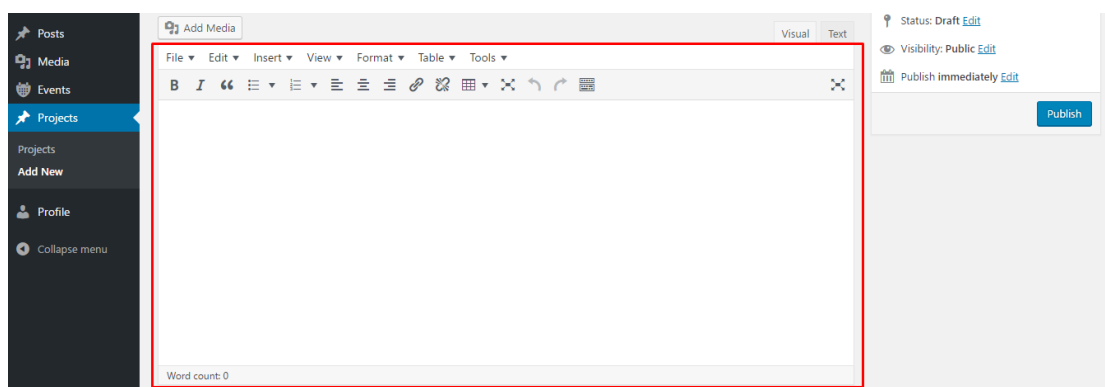 Posts
Media
Events
Projects
Projects
Add New
Profile
Collapse menu
Add Media
Visual Text
File Edit Insert View Format Table Tools
B I
Word count: 0
Status: Draft Edit
Visibility: Public Edit
Publish immediately Edit
Publish